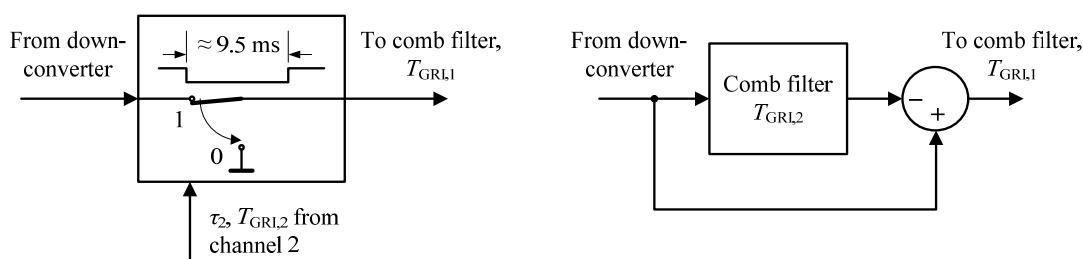 From down-
converter
≈ 9.5 ms
To comb filter,
T_GRI,1
1
0
τ2, T_GRI,2 from
channel 2
From down-
converter
Comb filter
T_GRI,2
−
+
To comb filter,
T_GRI,1